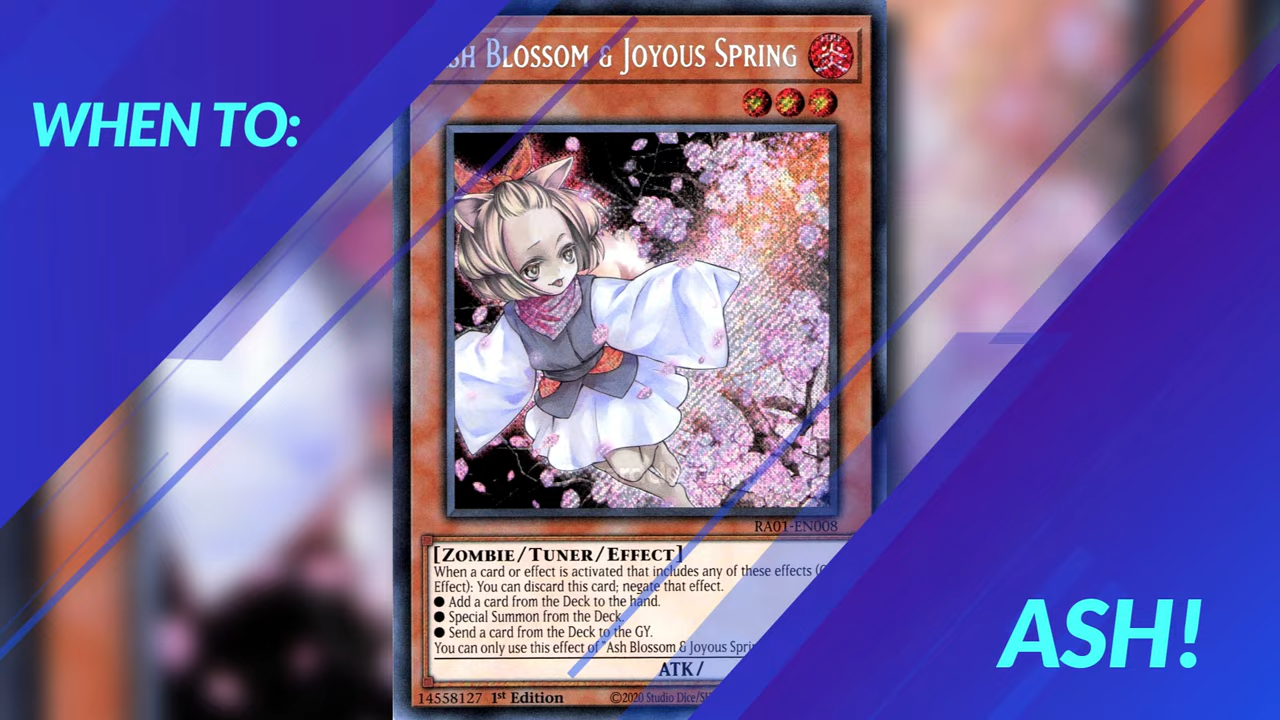 WHEN TO:
BLOSSOM & JOYOUS SPRING
RA01-EN008
[ZOMBIE/TUNER/EFFECT]
When a card or effect is activated that includes any of these effects
Effect): You can discard this card; negate that effect.
● Add a card from the Deck to the hand.
● Special Summon from the Deck.
● Send a card from the Deck to the GY.
You can only use this effect of "Ash Blossom & Joyous
ATK/
14558127 1st Edition ©2020 Studio Dice/
ASH!